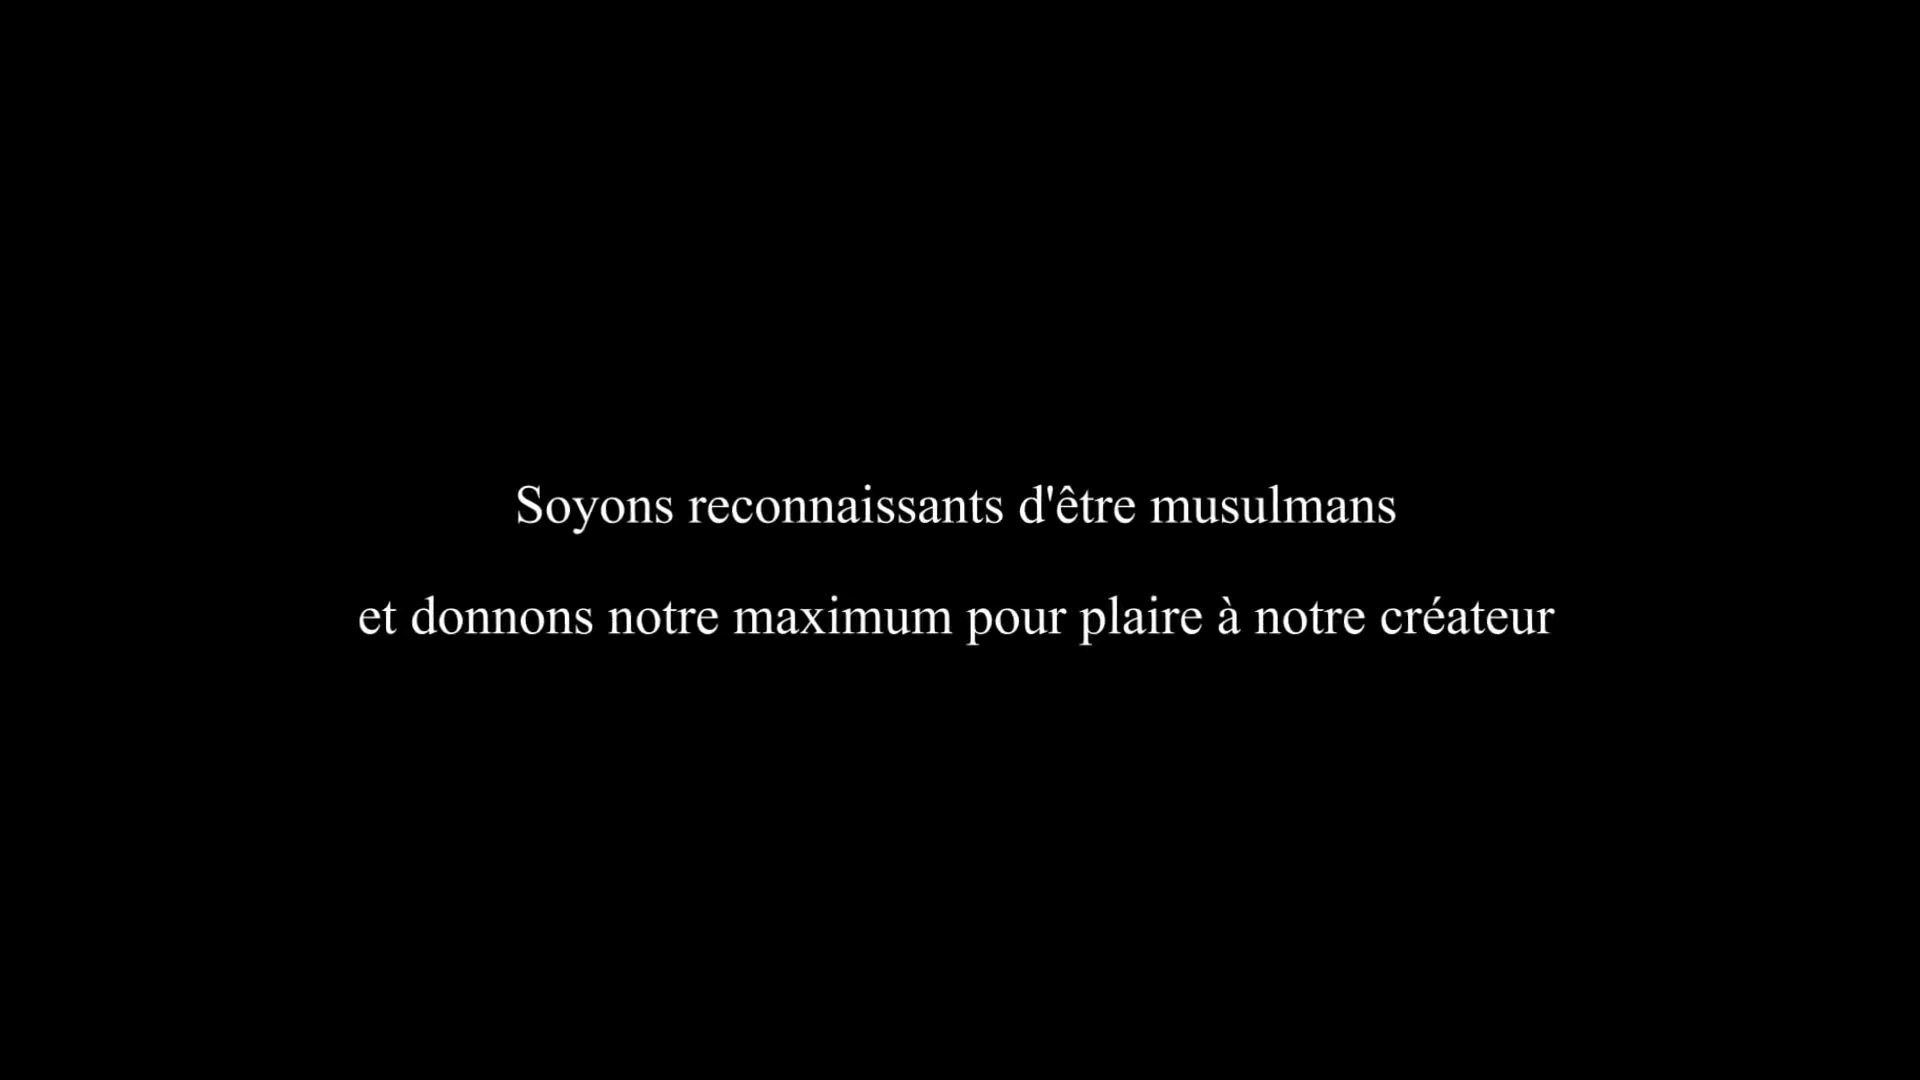 Soyons reconnaissants d'être musulmans
et donnons notre maximum pour plaire à notre créateur